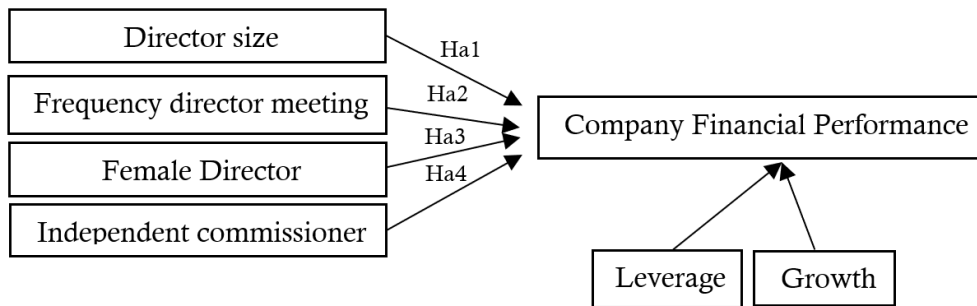 Director size
Ha1
Frequency director meeting
Ha2
Company Financial Performance
Ha3
Female Director
Ha4
Independent commissioner
Leverage
Growth